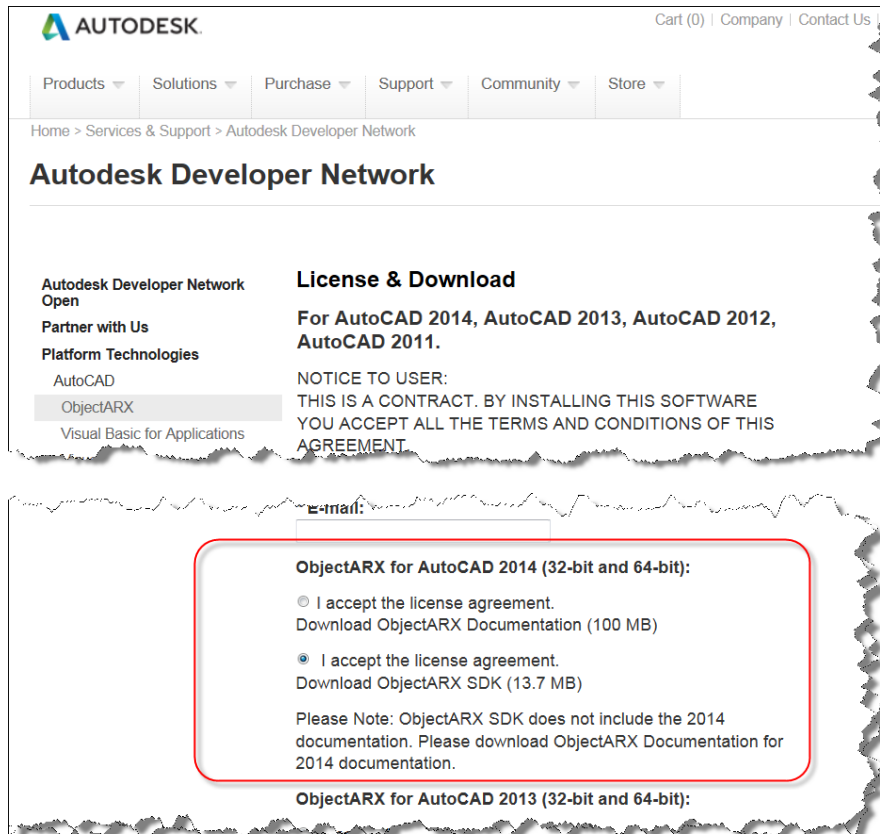 AUTODESK.
Cart (0) | Company | Contact Us |
Products
Solutions
Purchase
Support
Community
Store
Home > Services & Support > Autodesk Developer Network
Autodesk Developer Network
Autodesk Developer Network
Open
Partner with Us
Platform Technologies
AutoCAD
ObjectARX
Visual Basic for Applications
License & Download
For AutoCAD 2014, AutoCAD 2013, AutoCAD 2012,
AutoCAD 2011.
NOTICE TO USER:
THIS IS A CONTRACT. BY INSTALLING THIS SOFTWARE
YOU ACCEPT ALL THE TERMS AND CONDITIONS OF THIS
AGREEMENT
E-mail:
ObjectARX for AutoCAD 2014 (32-bit and 64-bit):
I accept the license agreement.
Download ObjectARX Documentation (100 MB)
I accept the license agreement.
Download ObjectARX SDK (13.7 MB)
Please Note: ObjectARX SDK does not include the 2014
documentation. Please download ObjectARX Documentation for
2014 documentation.
ObjectARX for AutoCAD 2013 (32-bit and 64-bit):